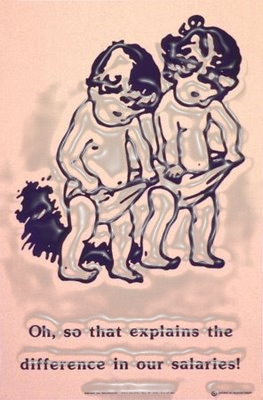 Oh, so that explains the
difference in our salaries!